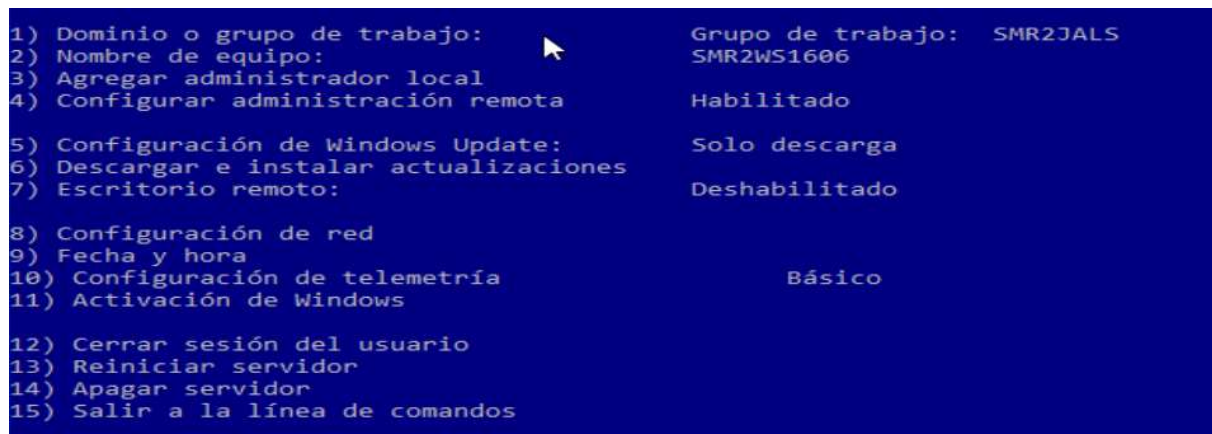 1) Dominio o grupo de trabajo: Grupo de trabajo: SMR2JALS
2) Nombre de equipo: SMR2WS1606
3) Agregar administrador local
4) Configurar administración remota Habilitado
5) Configuración de Windows Update: Solo descarga
6) Descargar e instalar actualizaciones
7) Escritorio remoto: Deshabilitado
8) Configuración de red
9) Fecha y hora
10) Configuración de telemetría Básico
11) Activación de Windows
12) Cerrar sesión del usuario
13) Reiniciar servidor
14) Apagar servidor
15) Salir a la línea de comandos